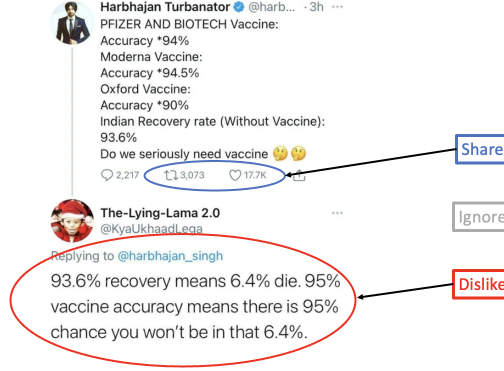 Harbhajan Turbanator @harb... · 3h ...
PFIZER AND BIOTECH Vaccine:
Accuracy *94%
Moderna Vaccine:
Accuracy *94.5%
Oxford Vaccine:
Accuracy *90%
Indian Recovery rate (Without Vaccine):
93.6%
Do we seriously need vaccine 🤔🤔
2,217 3,073 17.7K
Share
The-Lying-Lama 2.0 ...
@KyaUkhaadLega
Ignore
Replying to @harbhajan_singh
93.6% recovery means 6.4% die. 95%
vaccine accuracy means there is 95%
chance you won't be in that 6.4%.
Dislike